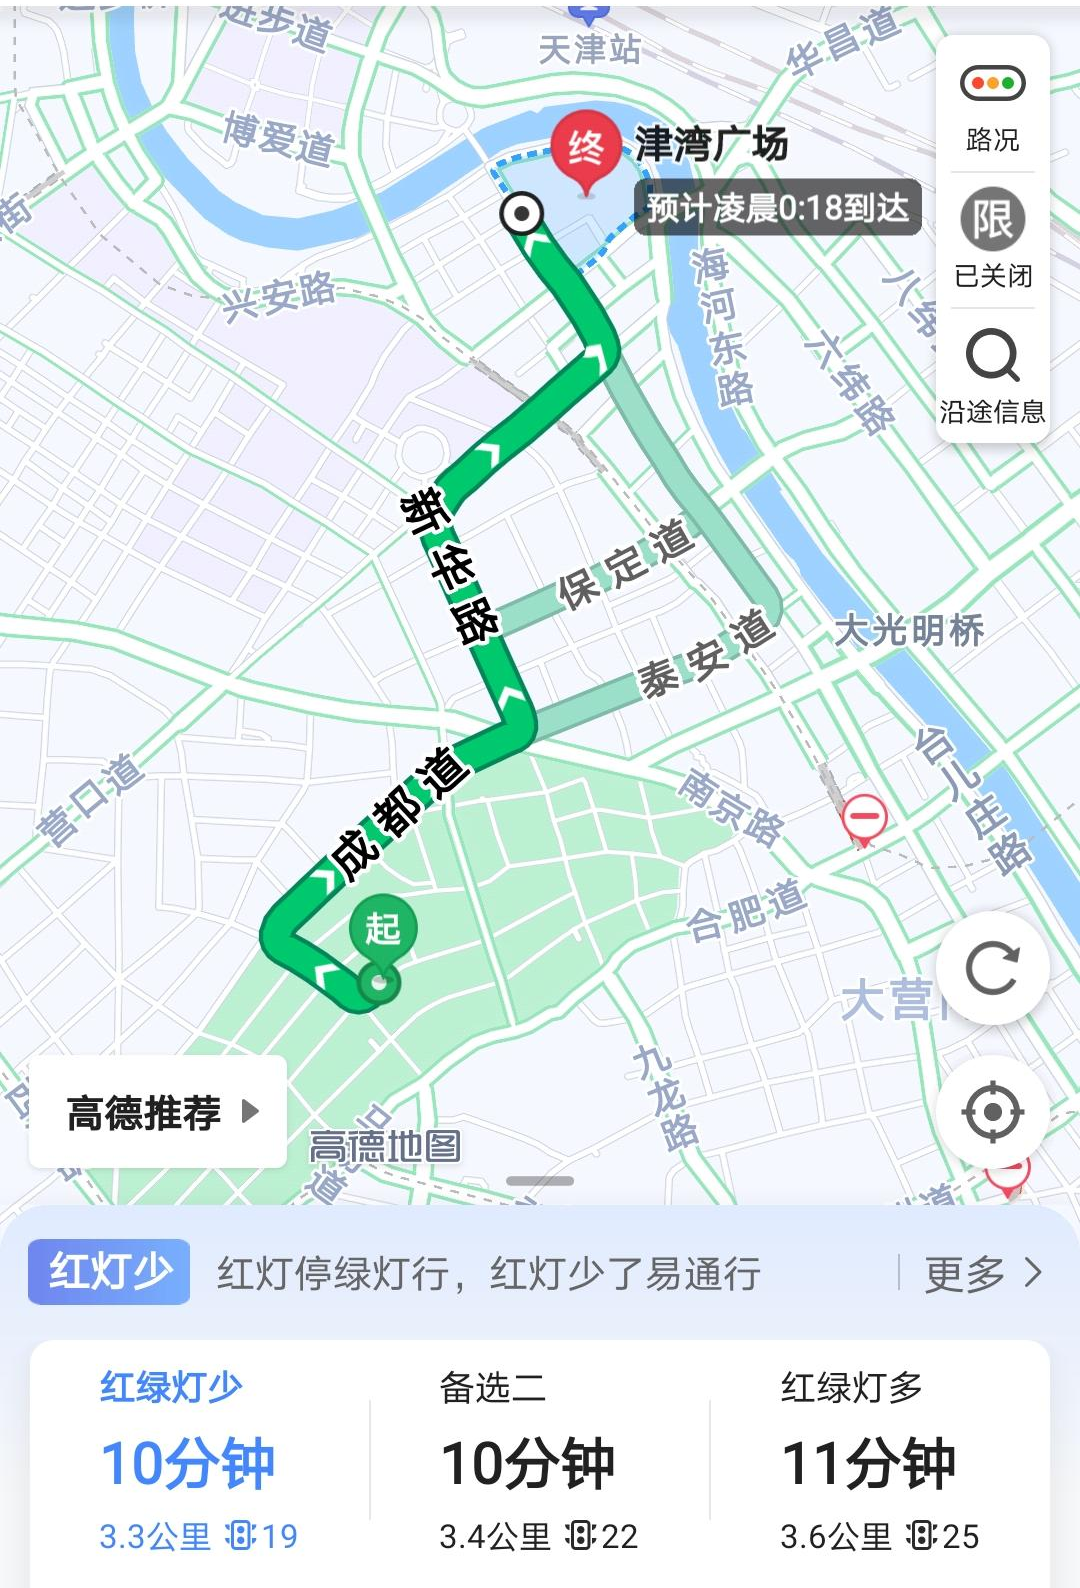 进步道
天津站
华昌道
博爱道
终
津湾广场
预计凌晨0:18到达
路况
限
已关闭
沿途信息
街
兴安路
海河东路
八纬
六纬路
新华路
保定道
泰安道
大光明桥
成都道
营口道
南京路
台儿庄路
起
合肥道
大营门
九龙路
高德推荐
高德地图
道
道
红灯少
红灯停绿灯行，红灯少了易通行
更多
红绿灯少
备选二
红绿灯多
10分钟
10分钟
11分钟
3.3公里 19
3.4公里 22
3.6公里 25